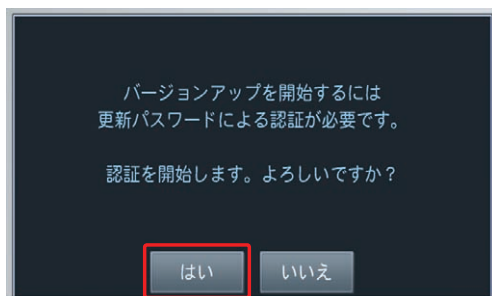 バージョンアップを開始するには
更新パスワードによる認証が必要です。
認証を開始します。よろしいですか？
はい いいえ